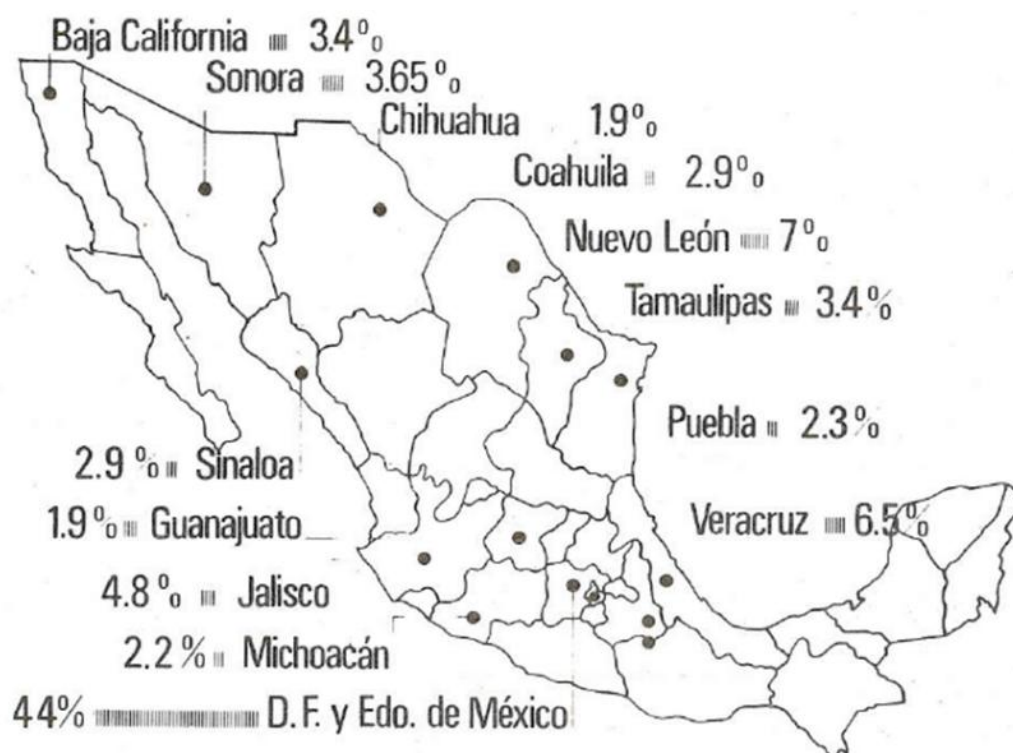 Baja California 3.4%
Sonora 3.65%
Chihuahua 1.9%
Coahuila 2.9%
Nuevo León 7%
Tamaulipas 3.4%
Puebla 2.3%
2.9% Sinaloa
1.9% Guanajuato
Veracruz 6.5%
4.8% Jalisco
2.2% Michoacán
44% D.F. y Edo. de México